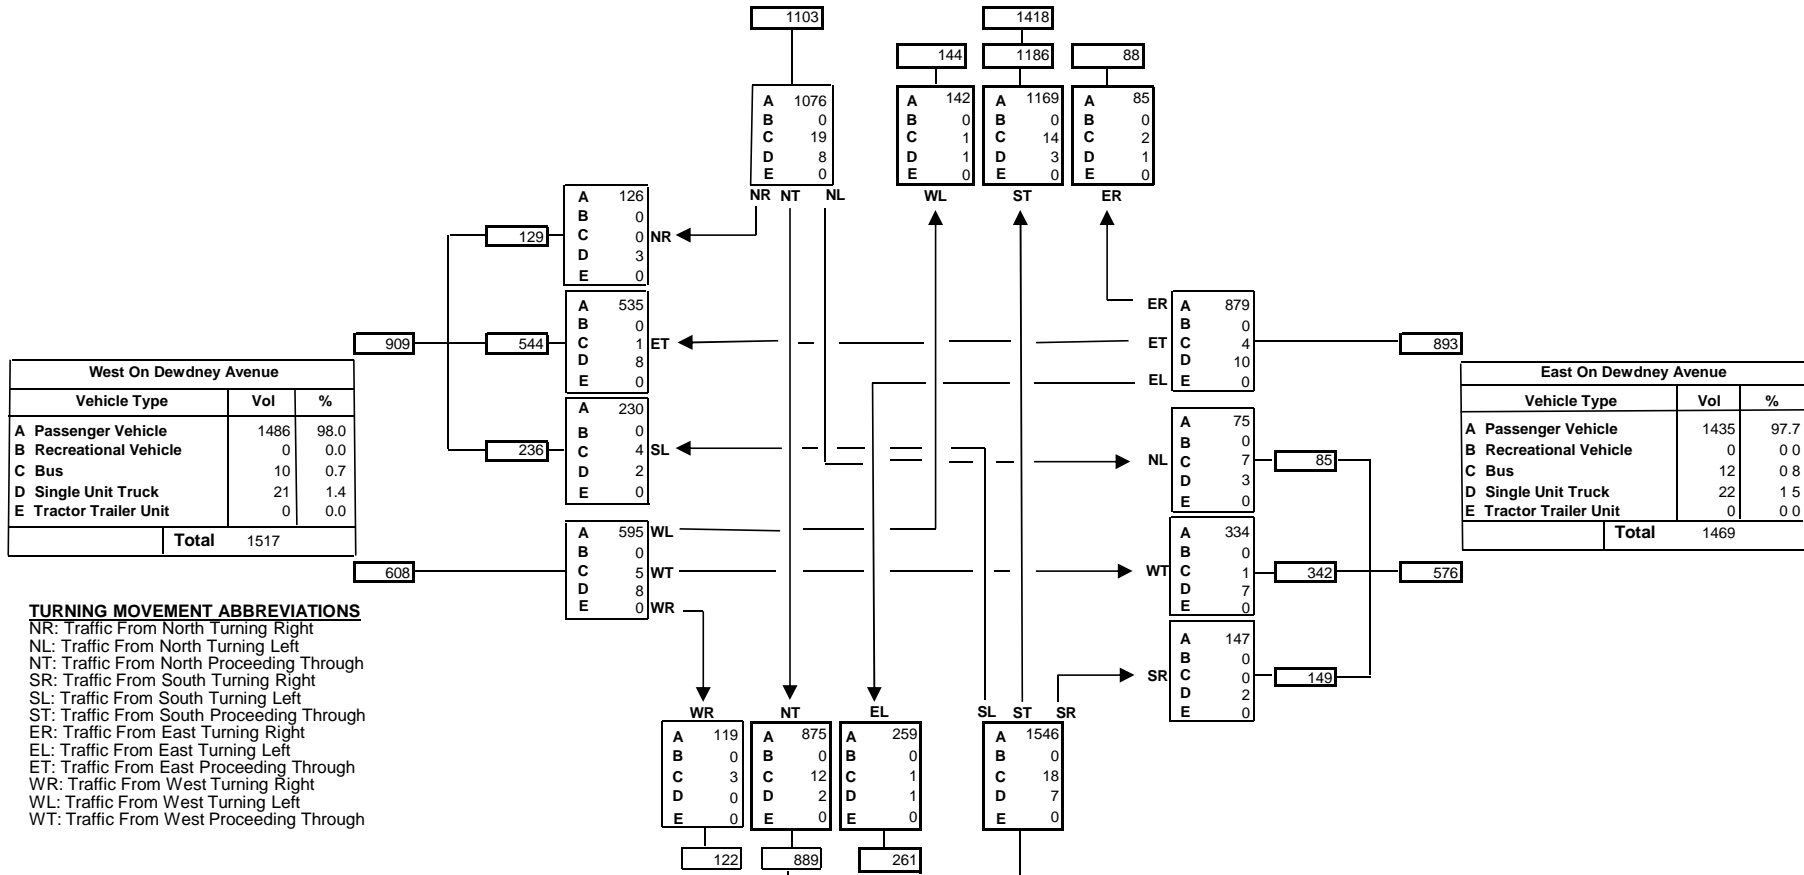 1103
1418
144 1186 88
A 1076
B 0
C 19
D 8
E 0
NR NT NL
A 142
B 0
C 1
D 1
E 0
WL
A 1169
B 0
C 14
D 3
E 0
ST
A 85
B 0
C 2
D 1
E 0
ER
129
A 126
B 0
C 0 NR
D 3
E 0
909
544
A 535
B 0
C 1 ET
D 8
E 0
236
A 230
B 0
C 4 SL
D 2
E 0
608
A 595 WL
B 0
C 5 WT
D 8
E 0 WR
ER A 879
B 0
ET C 4
D 10
EL E 0
893
A 75
B 0
NL C 7
D 3
E 0
85
A 334
B 0
WT C 1
D 7
E 0
342
576
A 147
B 0
SR C 0
D 2
E 0
149
West On Dewdney Avenue
Vehicle Type Vol %
A Passenger Vehicle 1486 98.0
B Recreational Vehicle 0 0.0
C Bus 10 0.7
D Single Unit Truck 21 1.4
E Tractor Trailer Unit 0 0.0
Total 1517
East On Dewdney Avenue
Vehicle Type Vol %
A Passenger Vehicle 1435 97.7
B Recreational Vehicle 0 0 0
C Bus 12 0 8
D Single Unit Truck 22 1 5
E Tractor Trailer Unit 0 0 0
Total 1469
TURNING MOVEMENT ABBREVIATIONS
NR: Traffic From North Turning Right
NL: Traffic From North Turning Left
NT: Traffic From North Proceeding Through
SR: Traffic From South Turning Right
SL: Traffic From South Turning Left
ST: Traffic From South Proceeding Through
ER: Traffic From East Turning Right
EL: Traffic From East Turning Left
ET: Traffic From East Proceeding Through
WR: Traffic From West Turning Right
WL: Traffic From West Turning Left
WT: Traffic From West Proceeding Through
WR
A 119
B 0
C 3
D 0
E 0
122
NT
A 875
B 0
C 12
D 2
E 0
889
EL
A 259
B 0
C 1
D 1
E 0
261
SL ST SR
A 1546
B 0
C 18
D 7
E 0